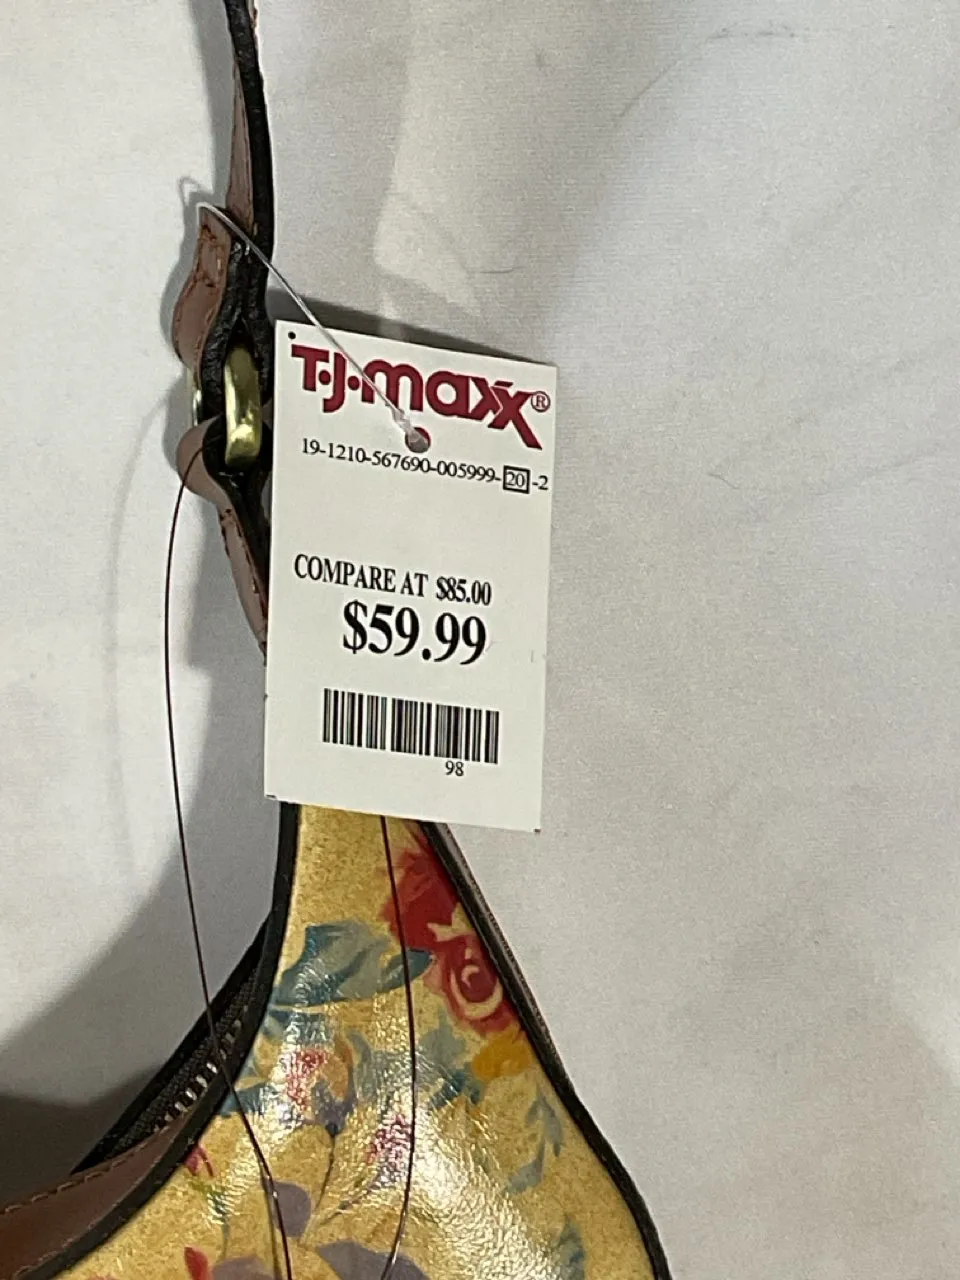 T.J.maxx®
19-1210-567690-005999-20-2
COMPARE AT $85.00
$59.99
98